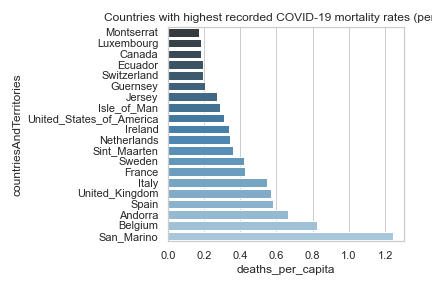 Countries with highest recorded COVID-19 mortality rates (per
Montserrat
Luxembourg
Canada
Ecuador
Switzerland
Guernsey
Jersey
Isle_of_Man
United_States_of_America
Ireland
Netherlands
Sint_Maarten
Sweden
France
Italy
United_Kingdom
Spain
Andorra
Belgium
San_Marino
countriesAndTerritories
0.0 0.2 0.4 0.6 0.8 1.0 1.2
deaths_per_capita